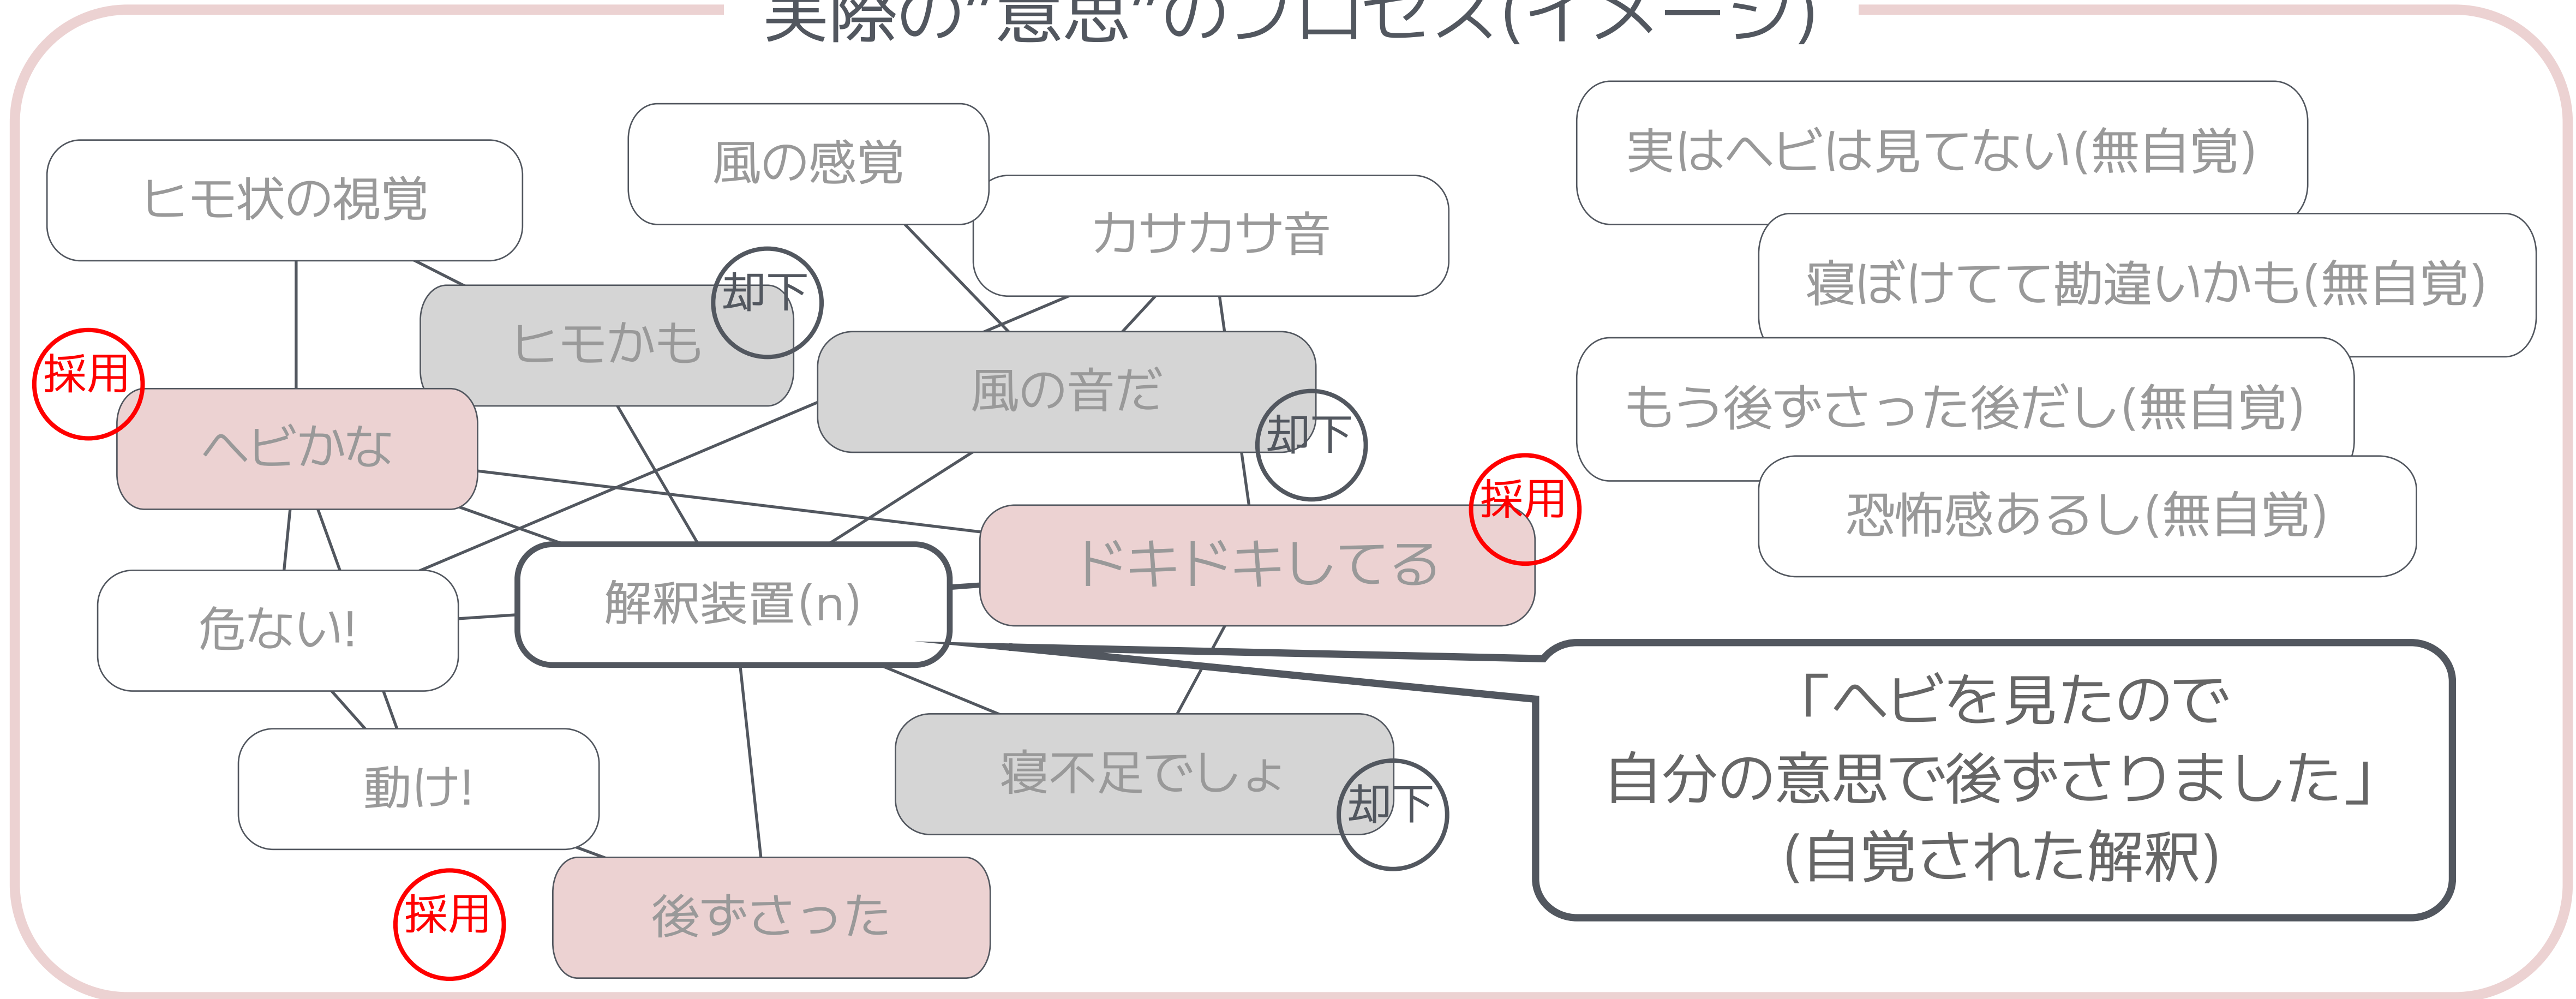 実際の”意思”のプロセス(イメージ)
ヒモ状の視覚
風の感覚
カサカサ音
実はヘビは見てない(無自覚)
寝ぼけてて勘違いかも(無自覚)
もう後ずさった後だし(無自覚)
恐怖感あるし(無自覚)
却下
ヒモかも
採用
ヘビかな
風の音だ
却下
採用
ドキドキしてる
解釈装置(n)
危ない!
動け!
寝不足でしょ
却下
採用
後ずさった
「ヘビを見たので
自分の意思で後ずさりました」
(自覚された解釈)